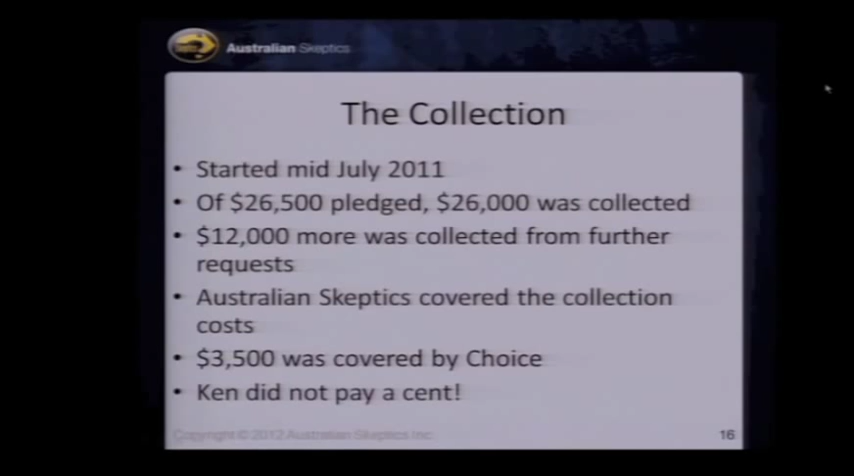 Australian Skeptics
The Collection
• Started mid July 2011
• Of $26,500 pledged, $26,000 was collected
• $12,000 more was collected from further
requests
• Australian Skeptics covered the collection
costs
• $3,500 was covered by Choice
• Ken did not pay a cent!
Copyright © 2012 Australian Skeptics Inc
16